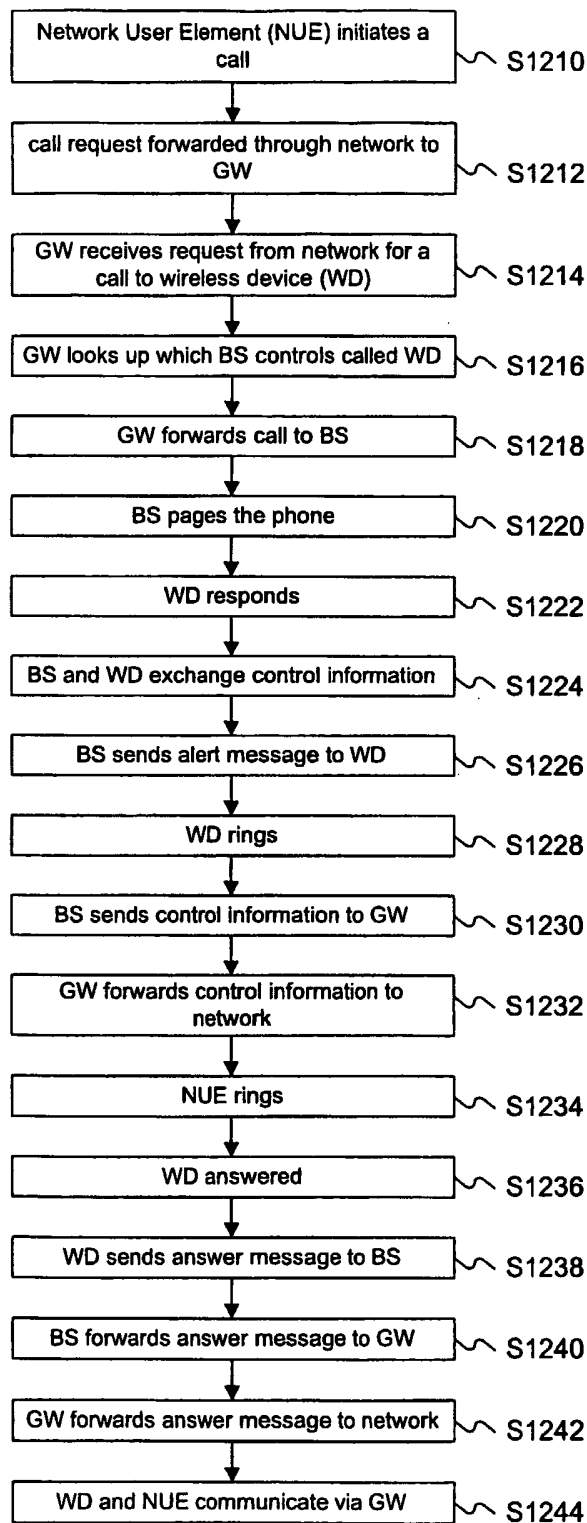 Network User Element (NUE) initiates a
call
S1210
call request forwarded through network to
GW
S1212
GW receives request from network for a
call to wireless device (WD)
S1214
GW looks up which BS controls called WD
S1216
GW forwards call to BS
S1218
BS pages the phone
S1220
WD responds
S1222
BS and WD exchange control information
S1224
BS sends alert message to WD
S1226
WD rings
S1228
BS sends control information to GW
S1230
GW forwards control information to
network
S1232
NUE rings
S1234
WD answered
S1236
WD sends answer message to BS
S1238
BS forwards answer message to GW
S1240
GW forwards answer message to network
S1242
WD and NUE communicate via GW
S1244